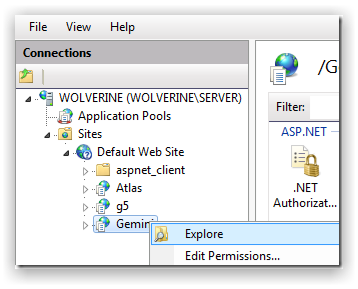 File View Help
Connections
/G
WOLVERINE (WOLVERINE\SERVER)
Application Pools
Sites
Default Web Site
aspnet_client
Atlas
g5
Gemini
Explore
Edit Permissions...
Filter:
ASP.NET
.NET
Authorizat...